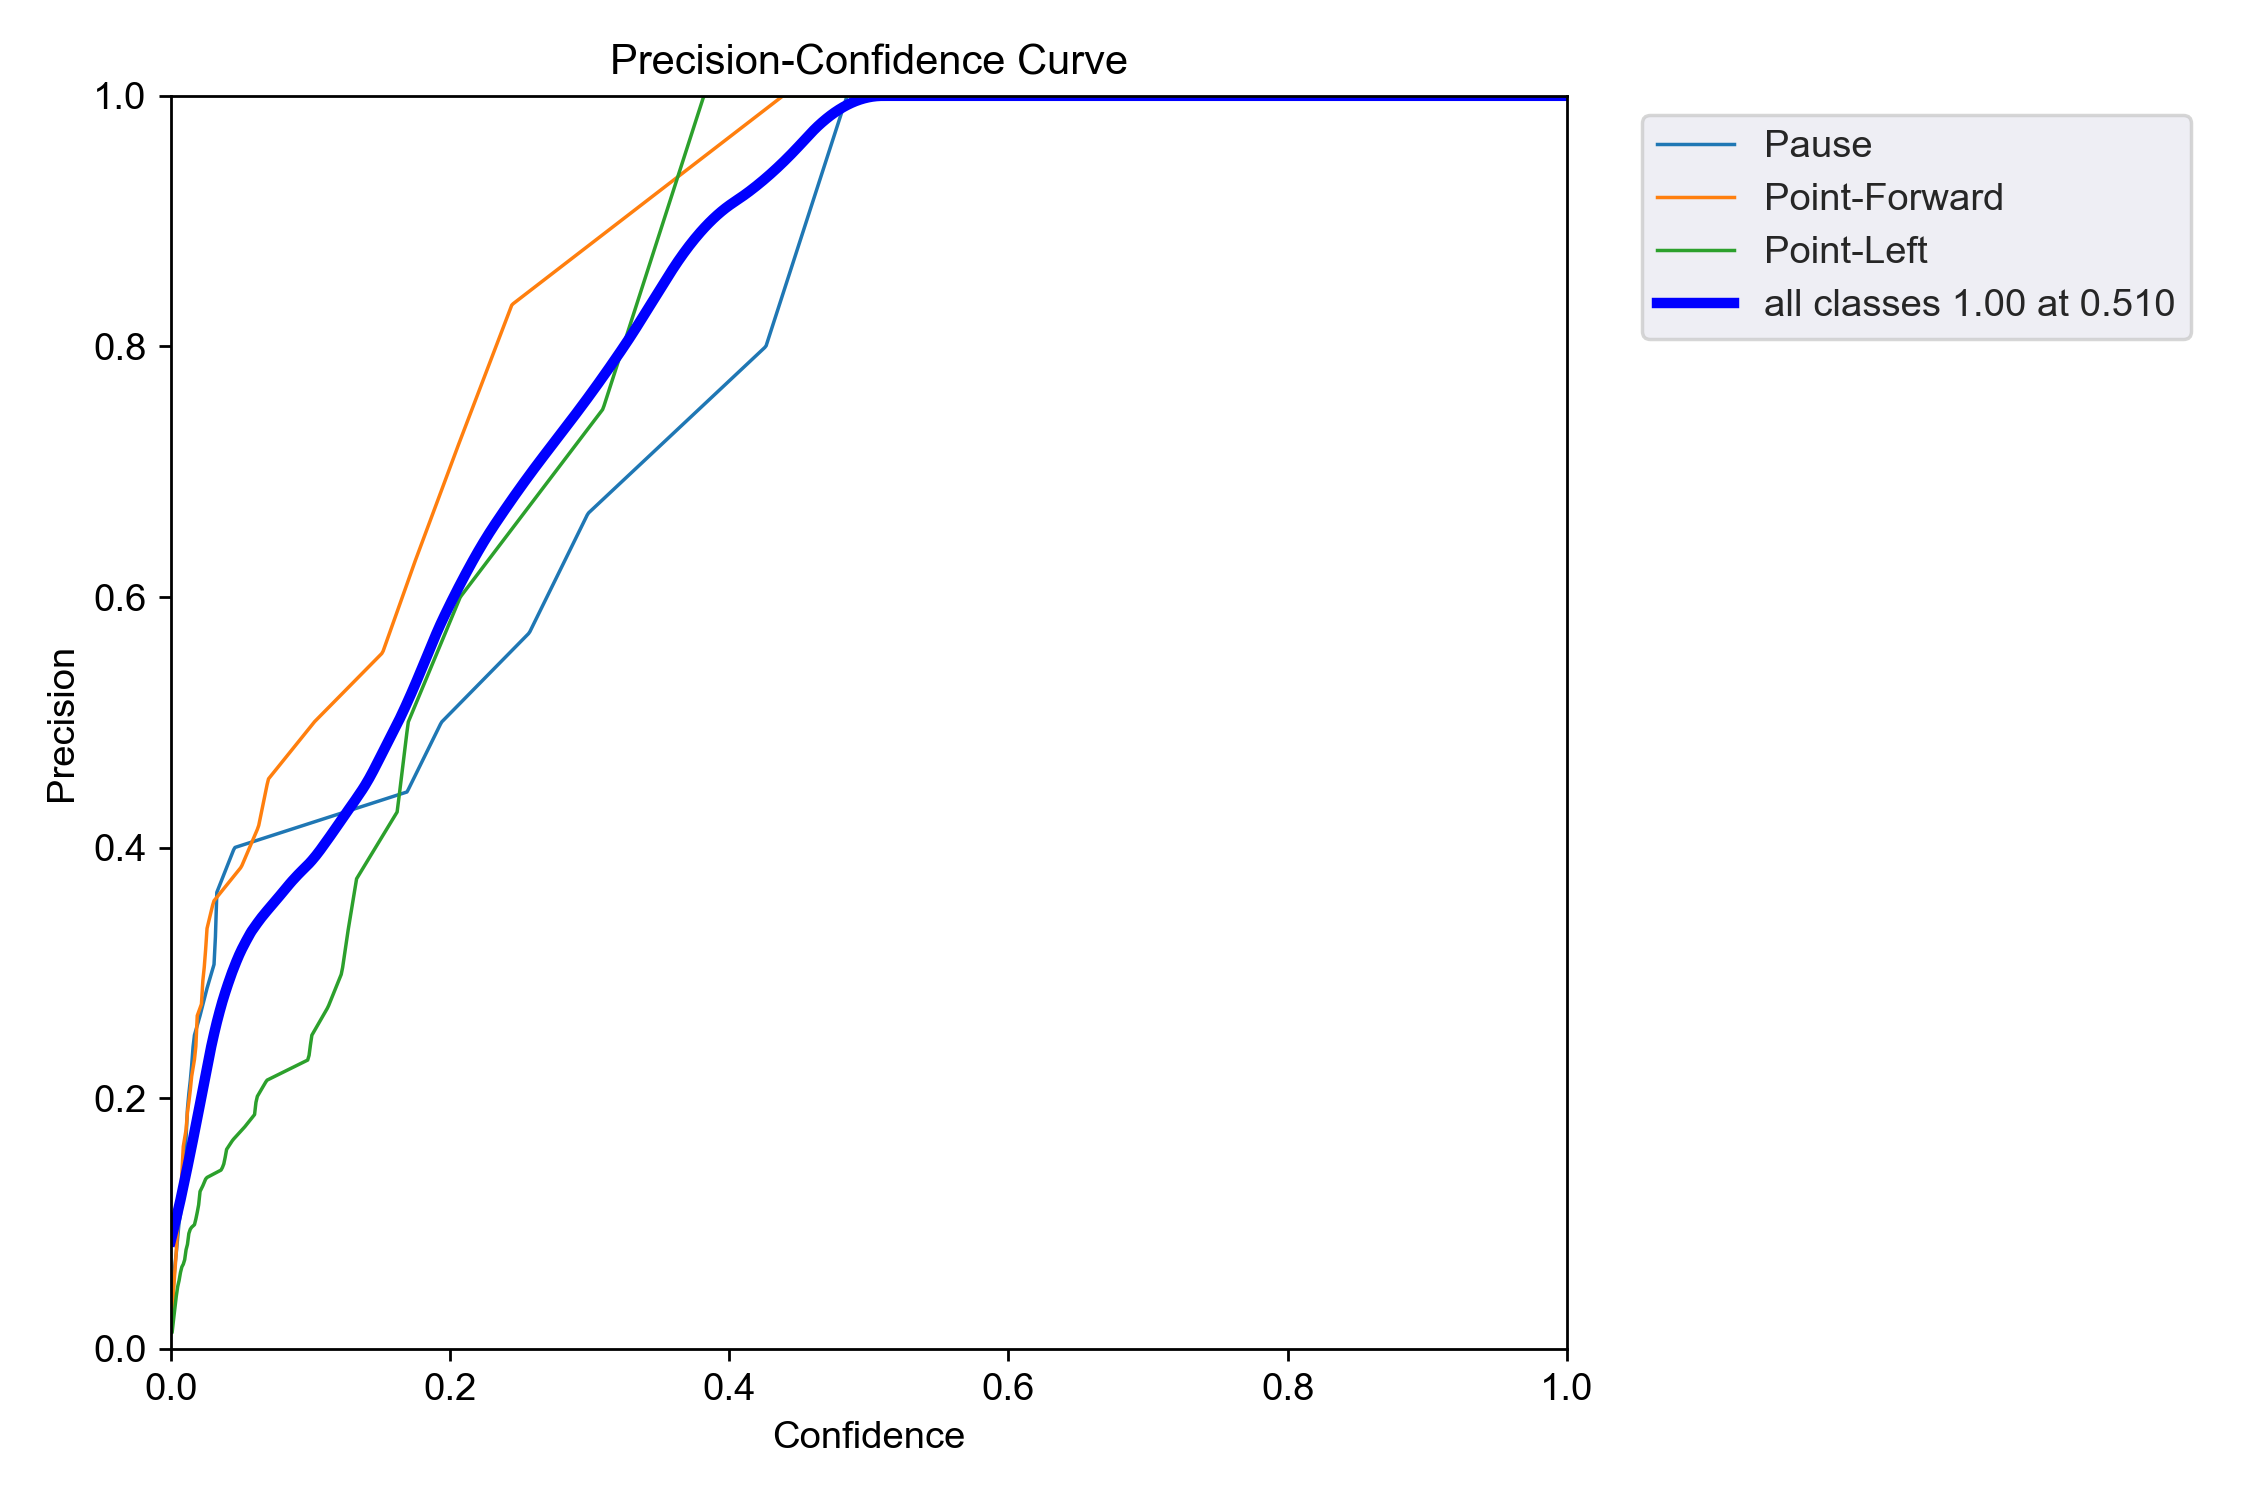 Precision-Confidence Curve
1.0
0.8
0.6
0.4
0.2
0.0
Precision
0.0 0.2 0.4 0.6 0.8 1.0
Confidence
Pause
Point-Forward
Point-Left
all classes 1.00 at 0.510